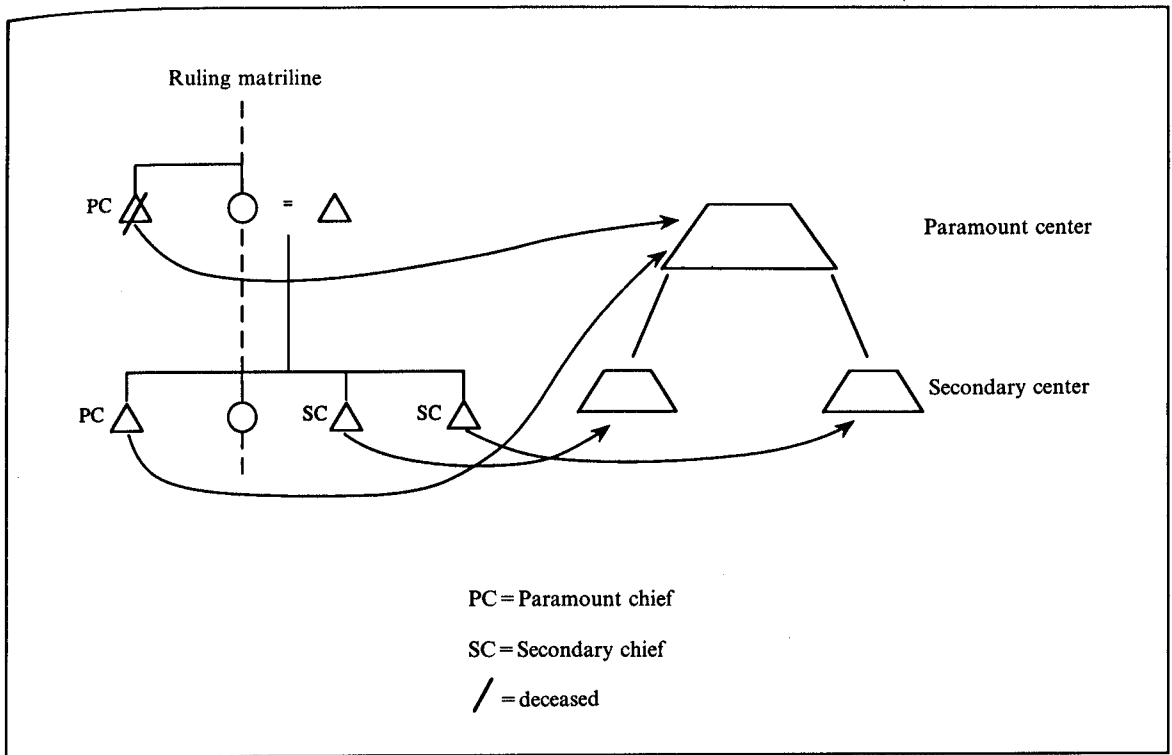 Ruling matriline
PC
=
Paramount center
PC
SC
SC
Secondary center
PC = Paramount chief
SC = Secondary chief
/ = deceased